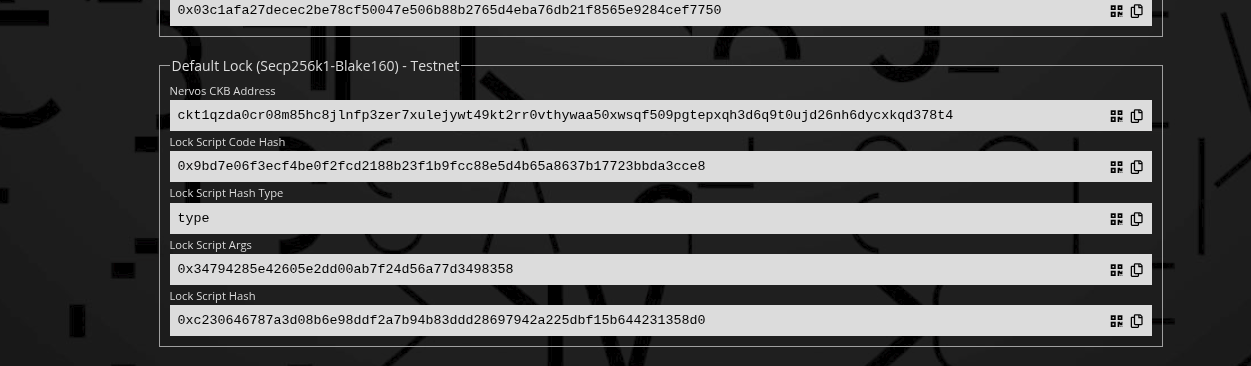 0x03c1afa27decec2be78cf50047e506b88b2765d4eba76db21f8565e9284cef7750
Default Lock (Secp256k1-Blake160) - Testnet
Nervos CKB Address
ckt1qzda0cr08m85hc8jlnfp3zer7xulejywt49kt2rr0vthywaa50xwsqf509pgtepxqh3d6q9t0ujd26nh6dycxkqd378t4
Lock Script Code Hash
0x9bd7e06f3ecf4be0f2fcd2188b23f1b9fcc88e5d4b65a8637b17723bbda3cce8
Lock Script Hash Type
type
Lock Script Args
0x34794285e42605e2dd00ab7f24d56a77d3498358
Lock Script Hash
0xc230646787a3d08b6e98ddf2a7b94b83ddd28697942a225dbf15b644231358d0